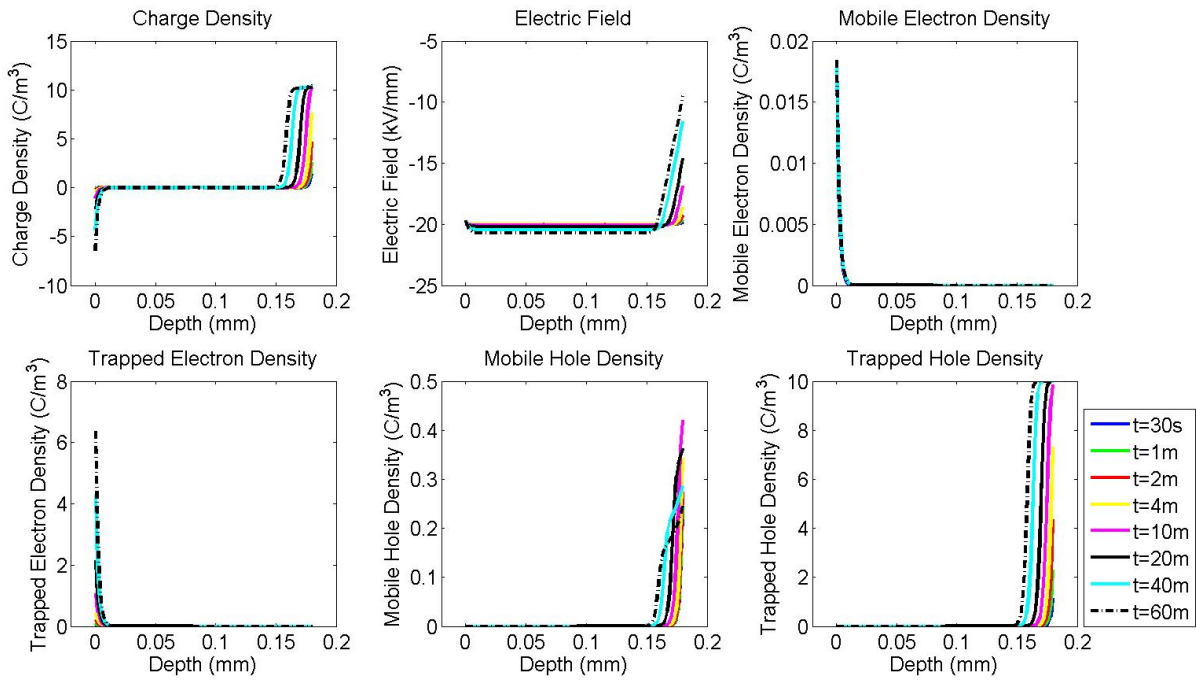 Charge Density
Electric Field
Mobile Electron Density
Charge Density (C/m³)
15
10
5
0
-5
-10
0 0.05 0.1 0.15 0.2
Depth (mm)
Electric Field (kV/mm)
-5
-10
-15
-20
-25
0 0.05 0.1 0.15 0.2
Depth (mm)
Mobile Electron Density (C/m³)
0.02
0.015
0.01
0.005
0
0 0.05 0.1 0.15 0.2
Depth (mm)
Trapped Electron Density
Mobile Hole Density
Trapped Hole Density
Trapped Electron Density (C/m³)
8
6
4
2
0
0 0.05 0.1 0.15 0.2
Depth (mm)
Mobile Hole Density (C/m³)
0.5
0.4
0.3
0.2
0.1
0
0 0.05 0.1 0.15 0.2
Depth (mm)
Trapped Hole Density (C/m³)
10
8
6
4
2
0
0 0.05 0.1 0.15 0.2
Depth (mm)
t=30s
t=1m
t=2m
t=4m
t=10m
t=20m
t=40m
t=60m